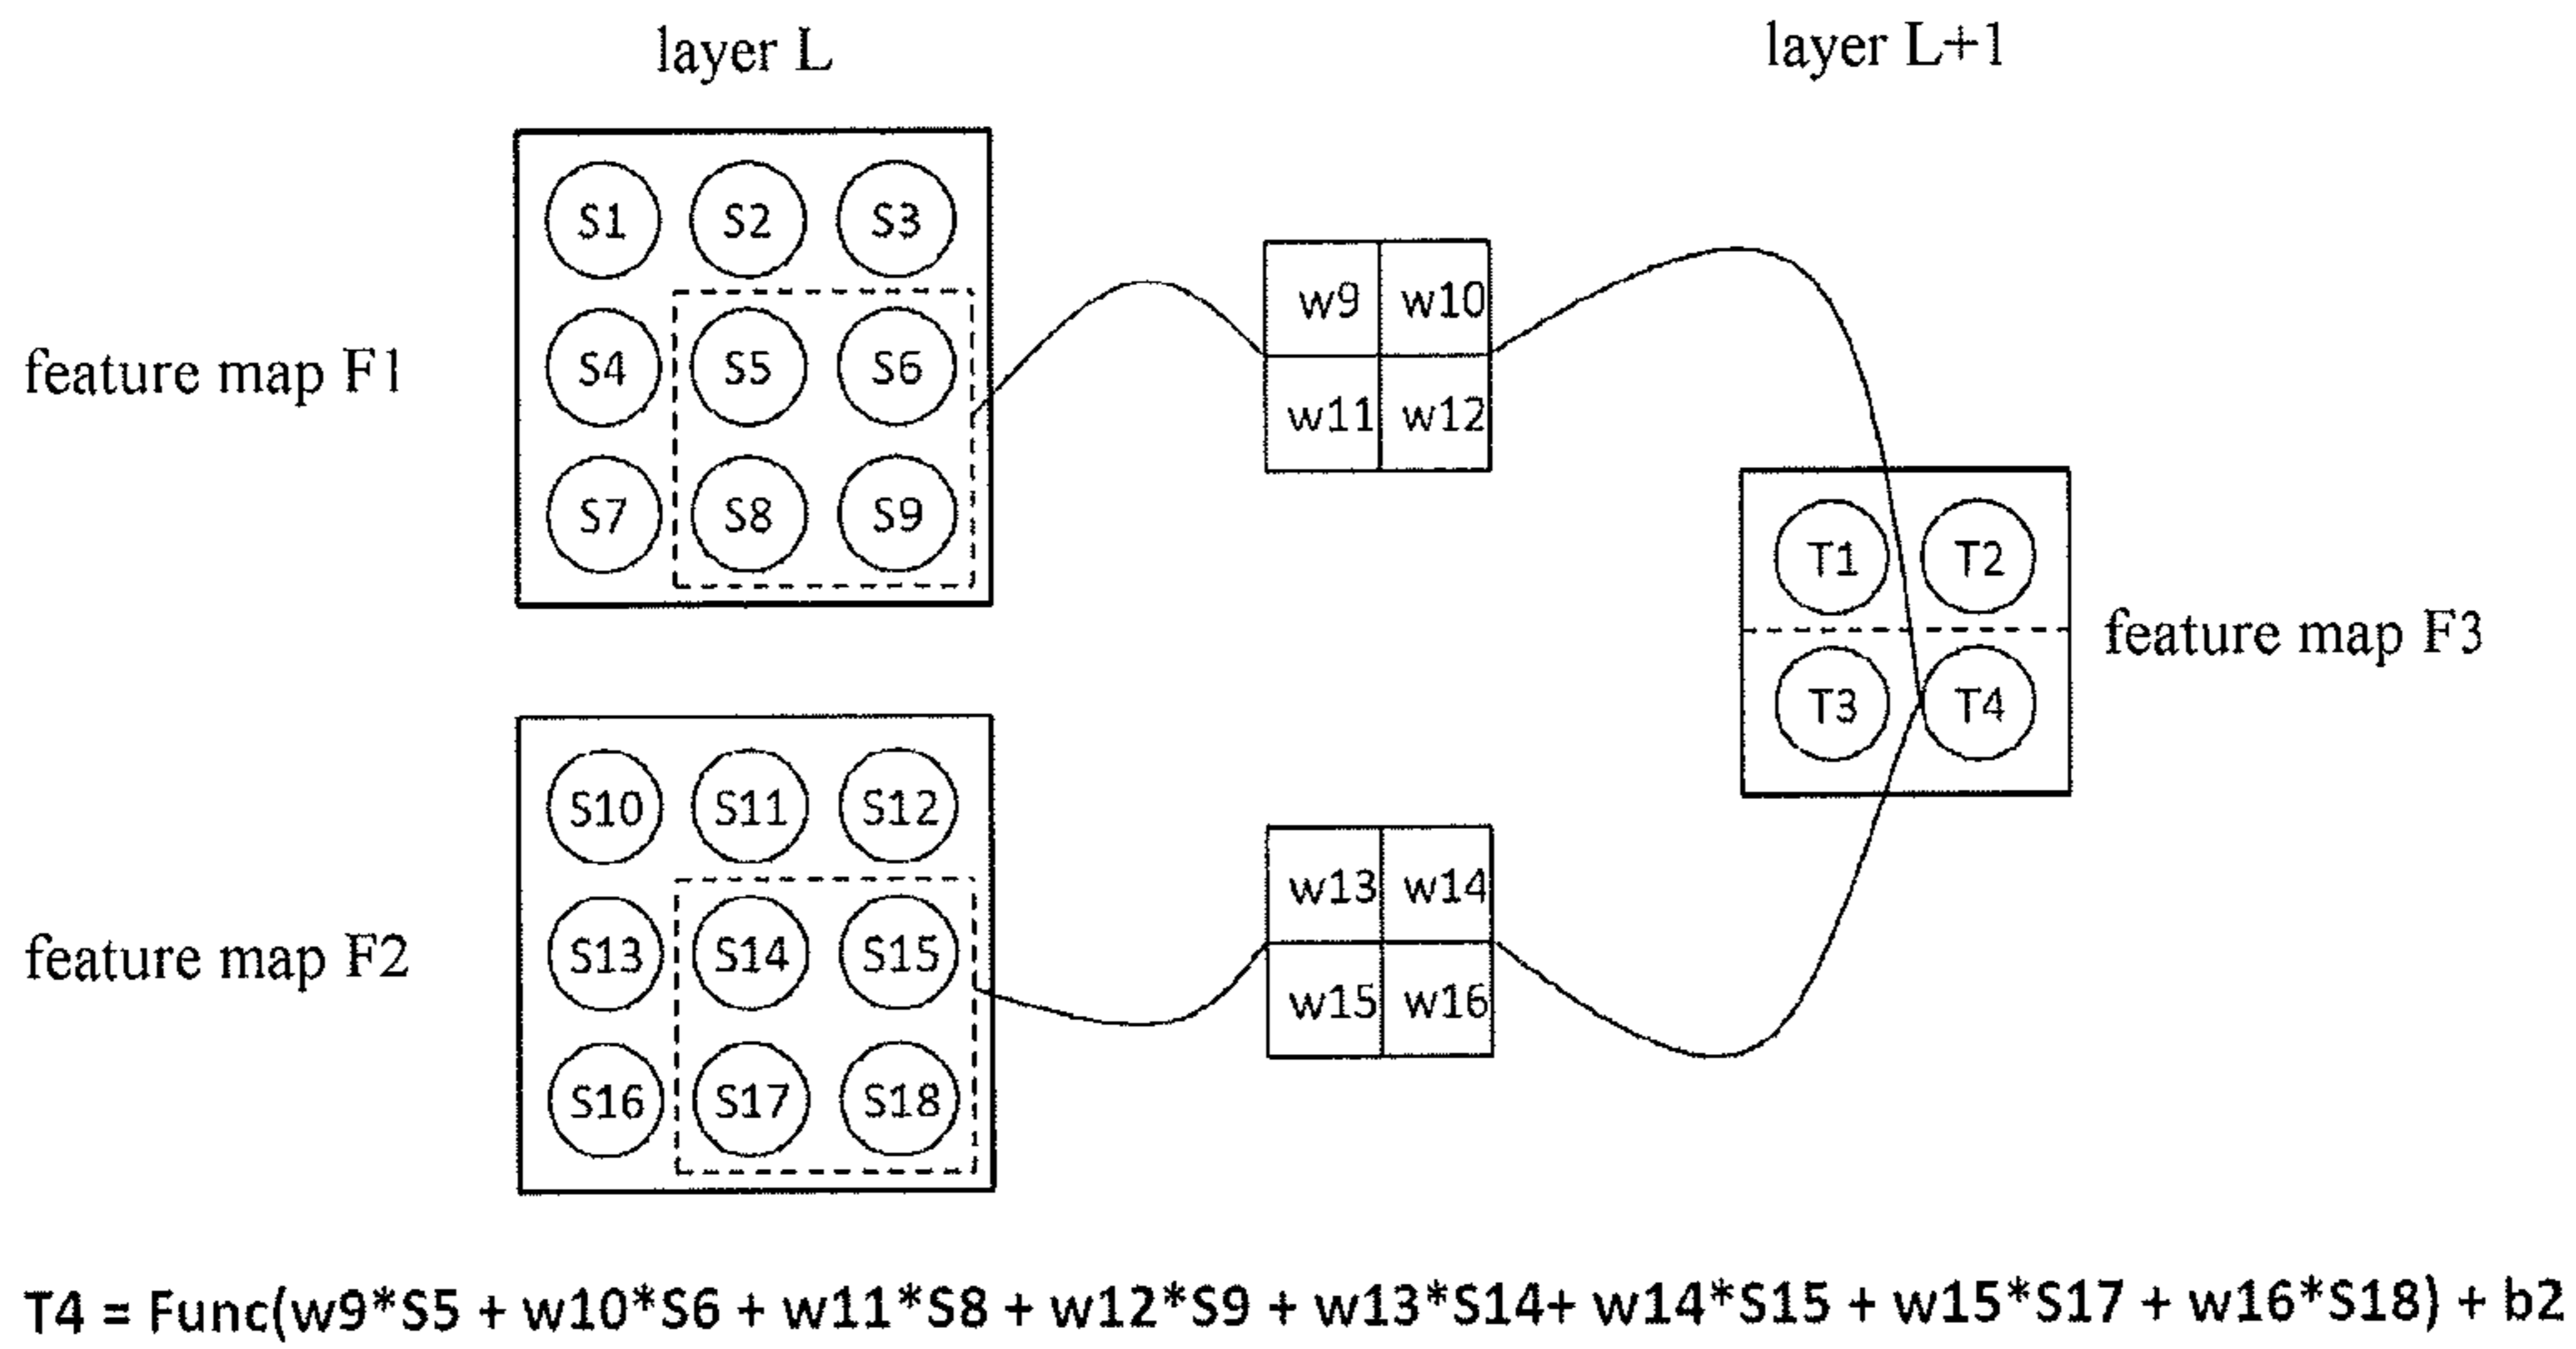 layer L
layer L+1
feature map F1
S1 S2 S3
S4 S5 S6
S7 S8 S9
w9 w10
w11 w12
feature map F2
S10 S11 S12
S13 S14 S15
S16 S17 S18
w13 w14
w15 w16
T1 T2
T3 T4
feature map F3
T4 = Func(w9*S5 + w10*S6 + w11*S8 + w12*S9 + w13*S14+ w14*S15 + w15*S17 + w16*S18) + b2